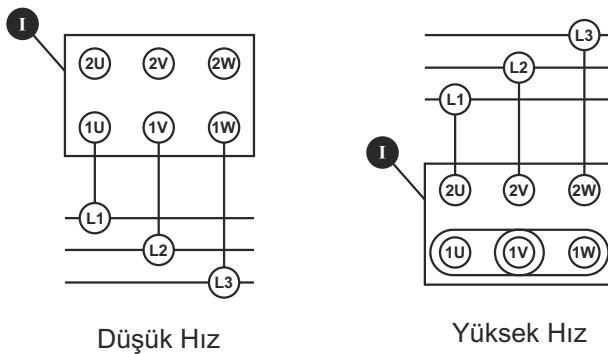 I
2U 2V 2W
1U 1V 1W
L1
L2
L3
Düşük Hız
L3
L2
L1
I
2U 2V 2W
1U 1V 1W
Yüksek Hız